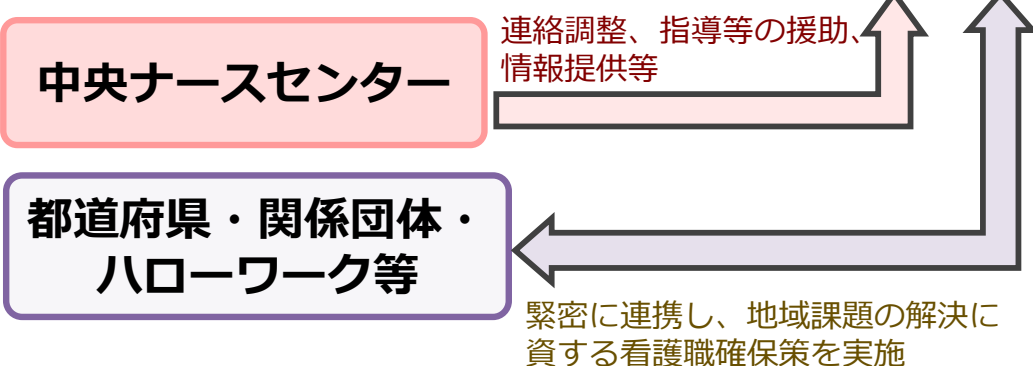 中央ナースセンター
連絡調整、指導等の援助、
情報提供等
都道府県・関係団体・
ハローワーク等
緊密に連携し、地域課題の解決に
資する看護職確保策を実施